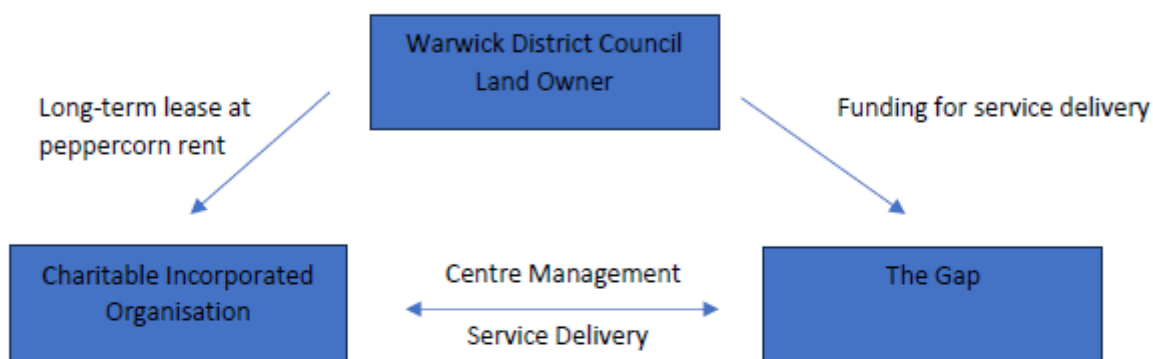 Warwick District Council
Land Owner
Long-term lease at
peppercorn rent
Funding for service delivery
Charitable Incorporated
Organisation
Centre Management
Service Delivery
The Gap